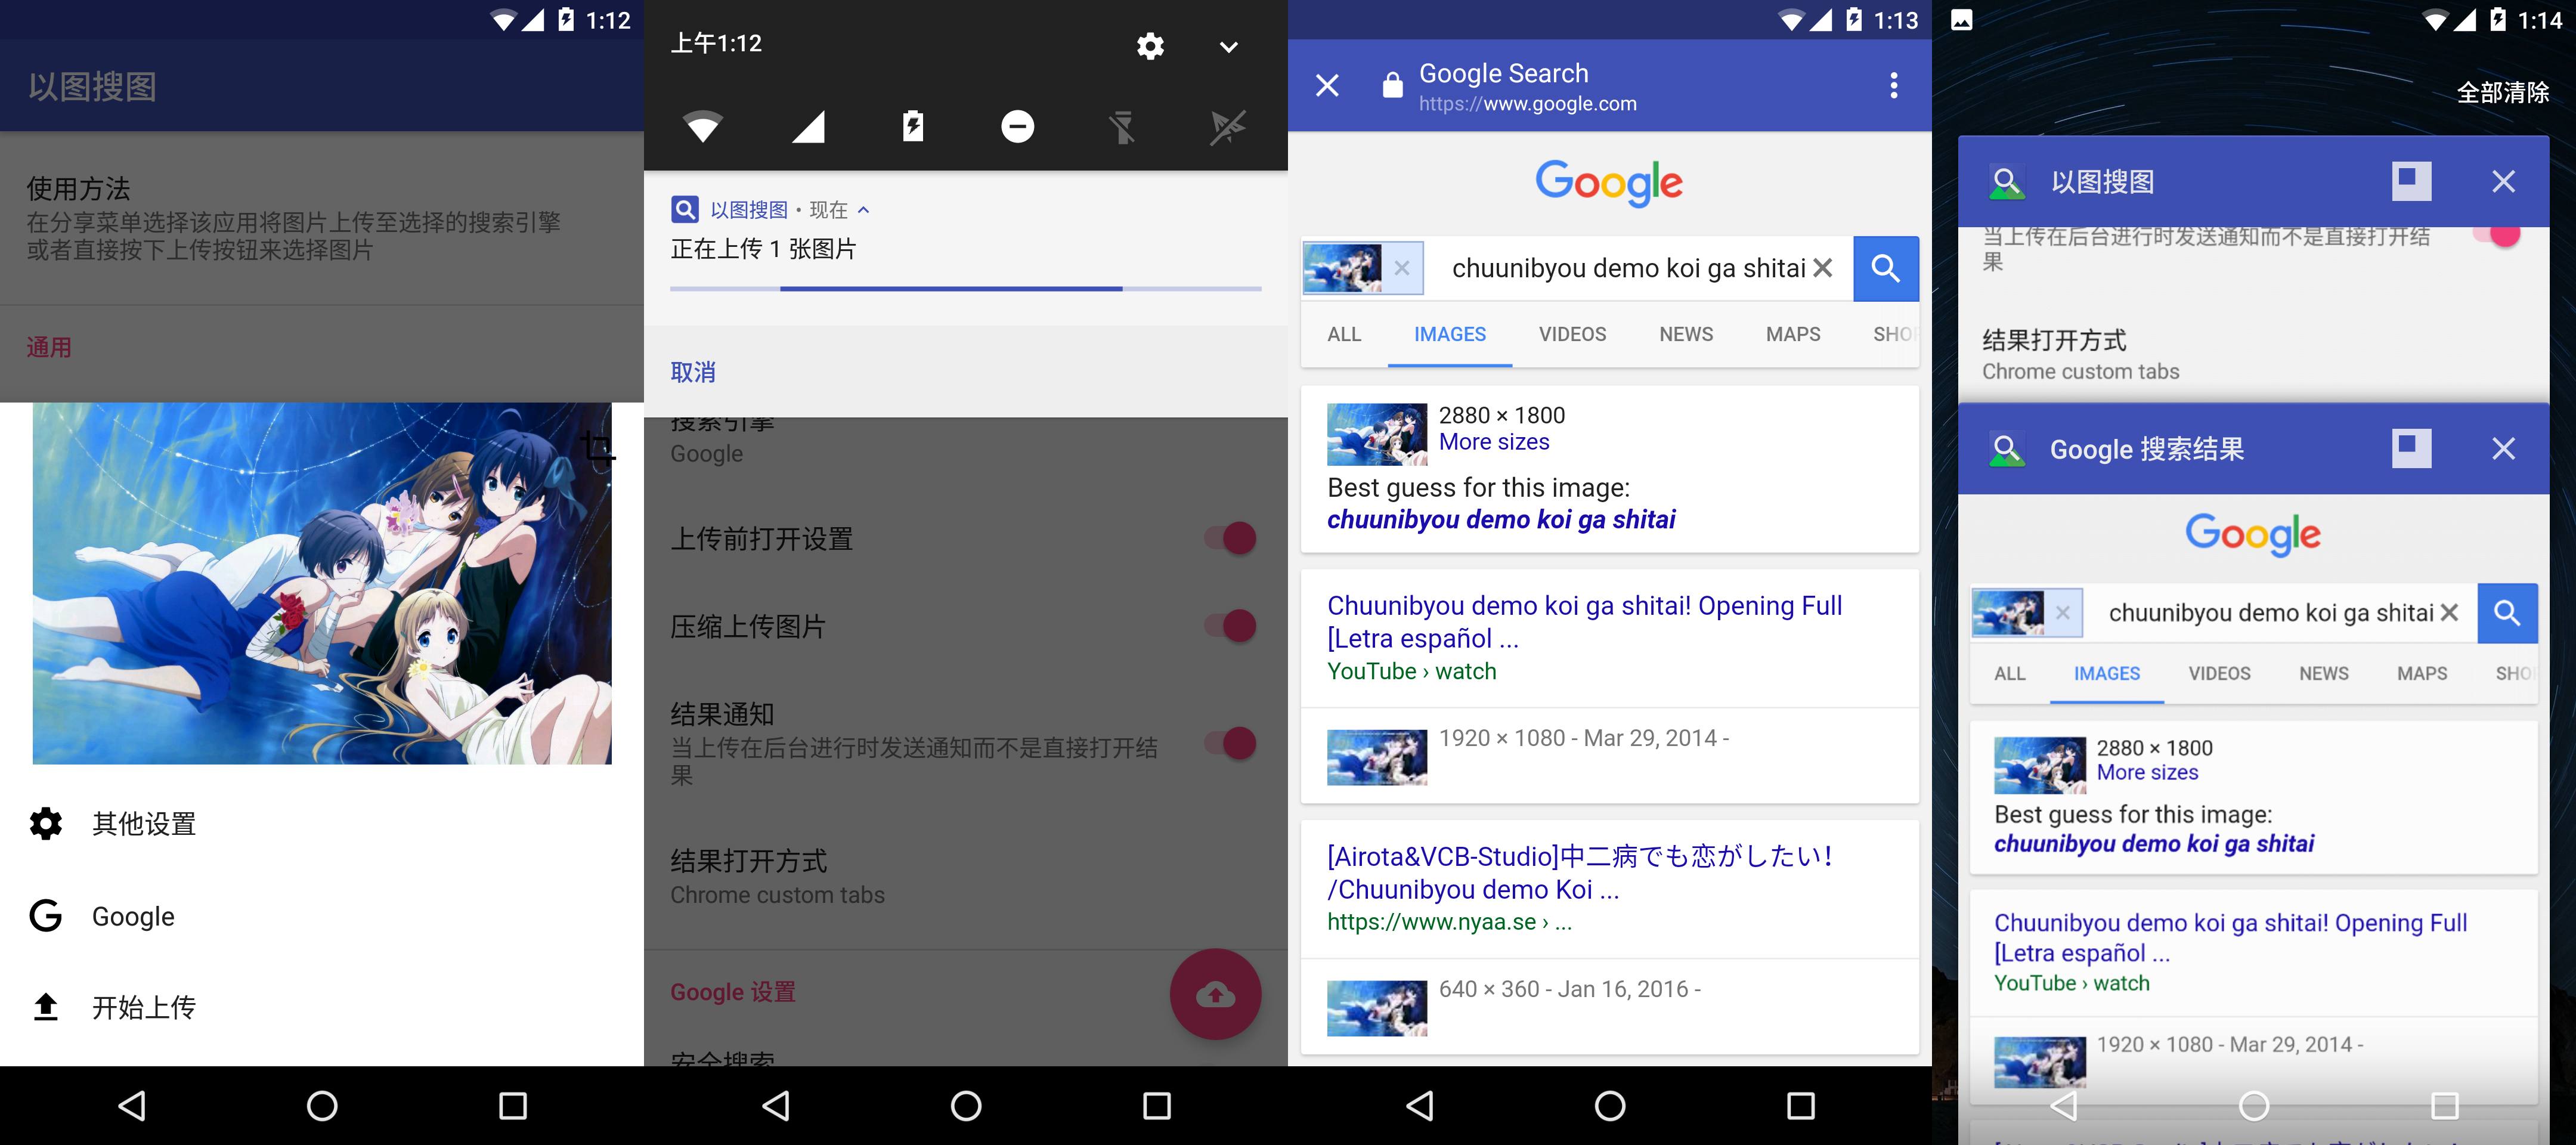 1:12
以图搜图
使用方法
在分享菜单选择该应用将图片上传至选择的搜索引擎
或者直接按下上传按钮来选择图片
通用
其他设置
Google
开始上传
上午1:12
以图搜图 • 现在
正在上传 1 张图片
取消
搜索引擎
Google
上传前打开设置
压缩上传图片
结果通知
当上传在后台进行时发送通知而不是直接打开结
果
结果打开方式
Chrome custom tabs
Google 设置
安全搜索
1:13
Google Search
https://www.google.com
Google
chuunibyou demo koi ga shitai
ALL IMAGES VIDEOS NEWS MAPS SHO
2880 × 1800
More sizes
Best guess for this image:
chuunibyou demo koi ga shitai
Chuunibyou demo koi ga shitai! Opening Full
[Letra español ...
YouTube › watch
1920 × 1080 - Mar 29, 2014 -
[Airota&VCB-Studio]中二病でも恋がしたい！
/Chuunibyou demo Koi ...
https://www.nyaa.se › ...
640 × 360 - Jan 16, 2016 -
1:14
全部清除
以图搜图
当上传在后台进行时发送通知而不是直接打开结
果
结果打开方式
Chrome custom tabs
Google 搜索结果
Google
chuunibyou demo koi ga shitai
ALL IMAGES VIDEOS NEWS MAPS SHO
2880 × 1800
More sizes
Best guess for this image:
chuunibyou demo koi ga shitai
Chuunibyou demo koi ga shitai! Opening Full
[Letra español ...
YouTube › watch
1920 × 1080 - Mar 29, 2014 -